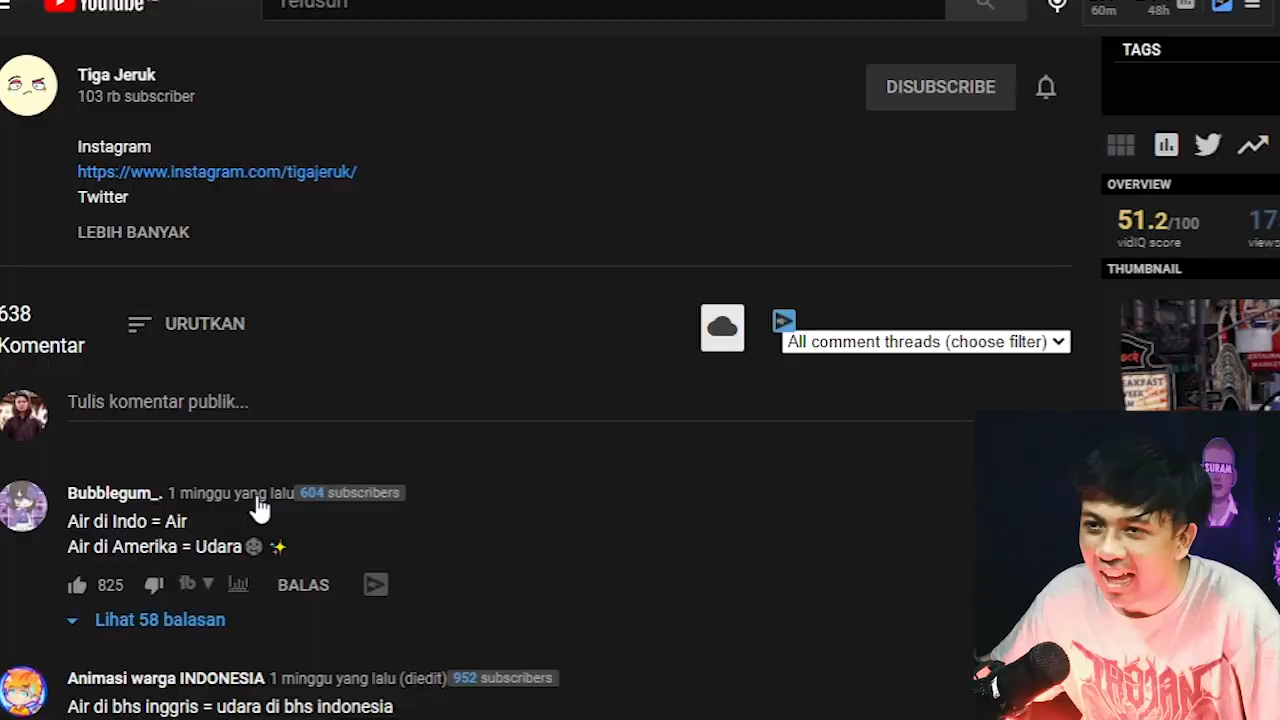 YouTube
Telusuri
60m
48h
Tiga Jeruk
103 rb subscriber
DISUBSCRIBE
TAGS
Instagram
https://www.instagram.com/tigajeruk/
Twitter
LEBIH BANYAK
OVERVIEW
51.2/100
vidIQ score
17
views
THUMBNAIL
638
Komentar
URUTKAN
All comment threads (choose filter)
Tulis komentar publik...
Bubblegum_. 1 minggu yang lalu 604 subscribers
Air di Indo = Air
Air di Amerika = Udara
825
BALAS
Lihat 58 balasan
SURAM
Animasi warga INDONESIA 1 minggu yang lalu (diedit) 952 subscribers
Air di bhs inggris = udara di bhs indonesia